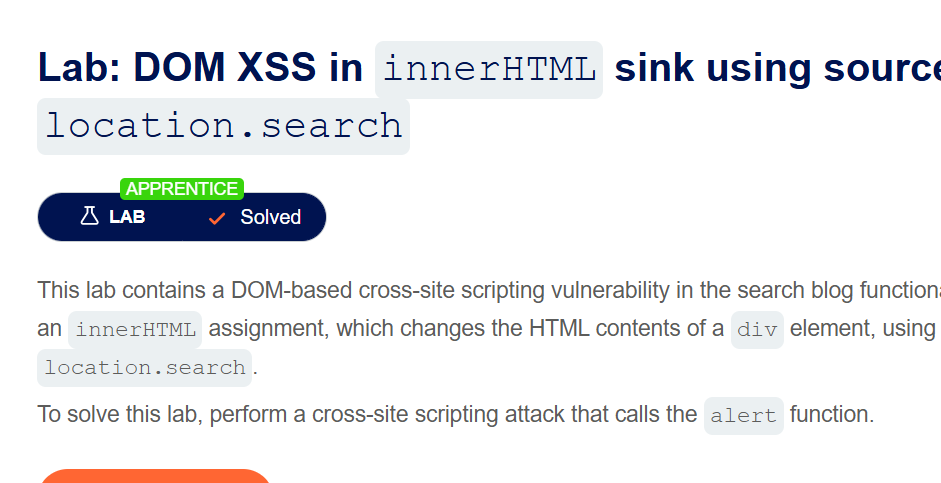 Lab: DOM XSS in innerHTML sink using source
location.search
APPRENTICE
LAB Solved
This lab contains a DOM-based cross-site scripting vulnerability in the search blog
an innerHTML assignment, which changes the HTML contents of a div element, using
location.search.
To solve this lab, perform a cross-site scripting attack that calls the alert function.